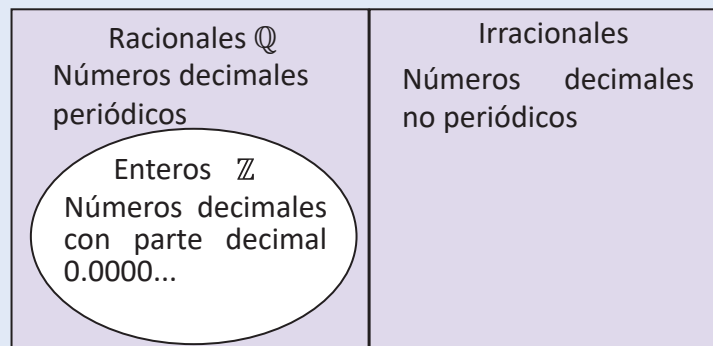 Racionales ℚ
Números decimales
periódicos
Enteros ℤ
Números decimales
con parte decimal
0.0000...
Irracionales
Números decimales
no periódicos